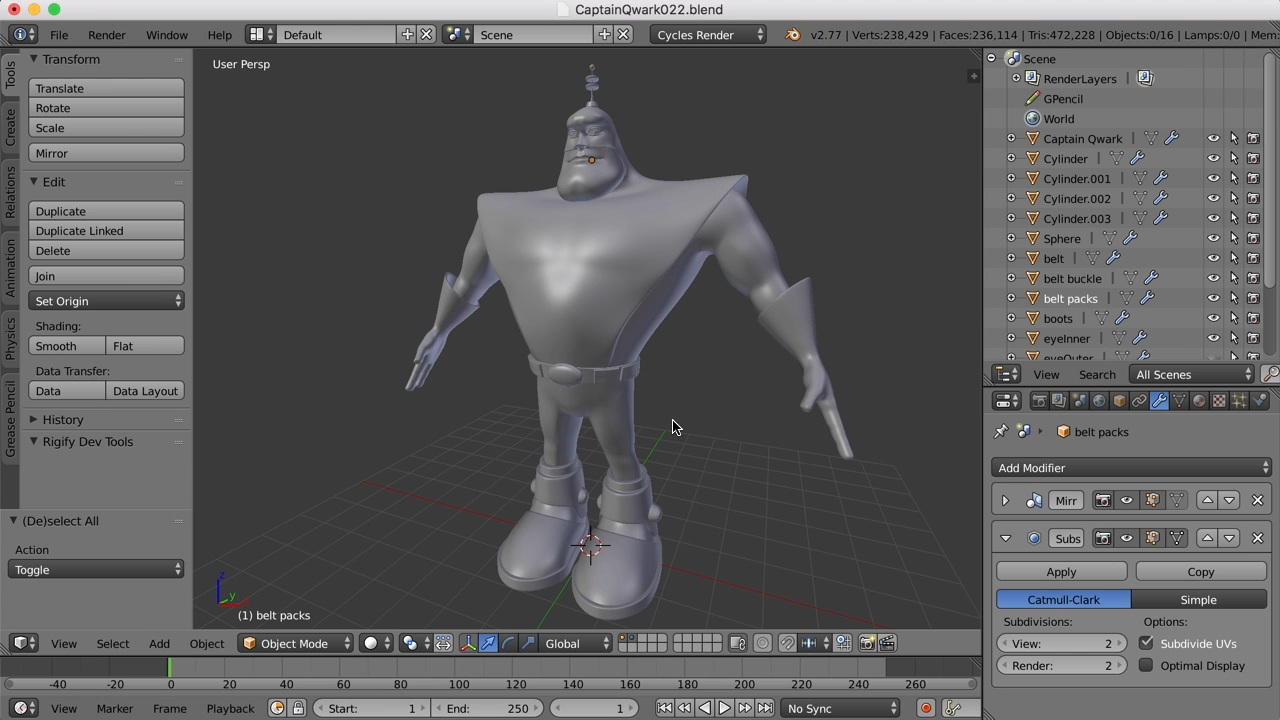 CaptainQwark022.blend
File Render Window Help Default Scene Cycles Render v2.77 | Verts:238,429 | Faces:236,114 | Tris:472,228 | Objects:0/16 | Lamps:0/0 | Mem:
Tools
Create
Relations
Animation
Physics
Grease Pencil
Transform
Translate
Rotate
Scale
Mirror
Edit
Duplicate
Duplicate Linked
Delete
Join
Set Origin
Shading:
Smooth Flat
Data Transfer:
Data Data Layout
History
Rigify Dev Tools
(De)select All
Action
Toggle
User Persp
z
y
(1) belt packs
View Select Add Object Object Mode Global
-40 -20 0 20 40 60 80 100 120 140 160 180 200 220 240 260
View Marker Frame Playback Start: 1 End: 250 1 No Sync
Scene
RenderLayers |
GPencil
World
Captain Qwark |
Cylinder |
Cylinder.001 |
Cylinder.002 |
Cylinder.003 |
Sphere |
belt |
belt buckle |
belt packs |
boots |
eyeInner |
eyeOuter
View Search All Scenes
belt packs
Add Modifier
Mirr
Subs
Apply Copy
Catmull-Clark Simple
Subdivisions: Options:
View: 2 Subdivide UVs
Render: 2 Optimal Display